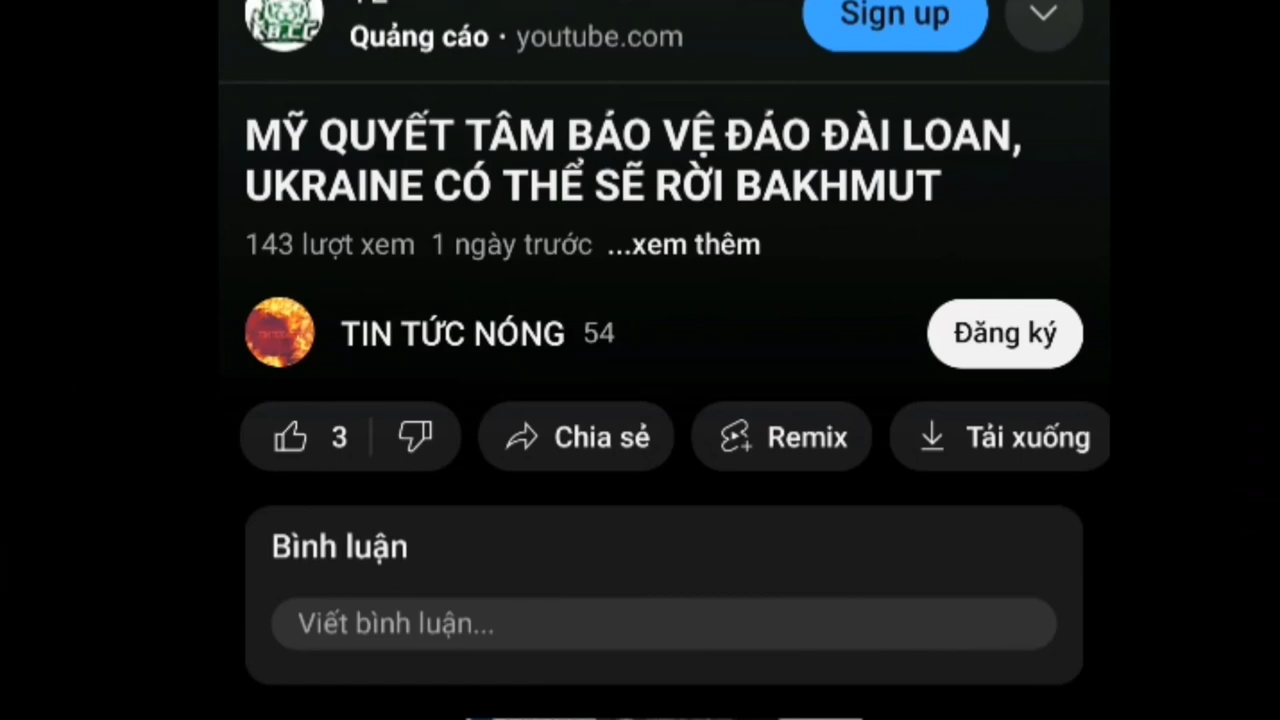 Sign up
Quảng cáo · youtube.com
MỸ QUYẾT TÂM BẢO VỆ ĐẢO ĐÀI LOAN,
UKRAINE CÓ THỂ SẼ RỜI BAKHMUT
143 lượt xem 1 ngày trước ...xem thêm
TIN TỨC NÓNG 54
Đăng ký
3
Chia sẻ
Remix
Tải xuống
Bình luận
Viết bình luận...